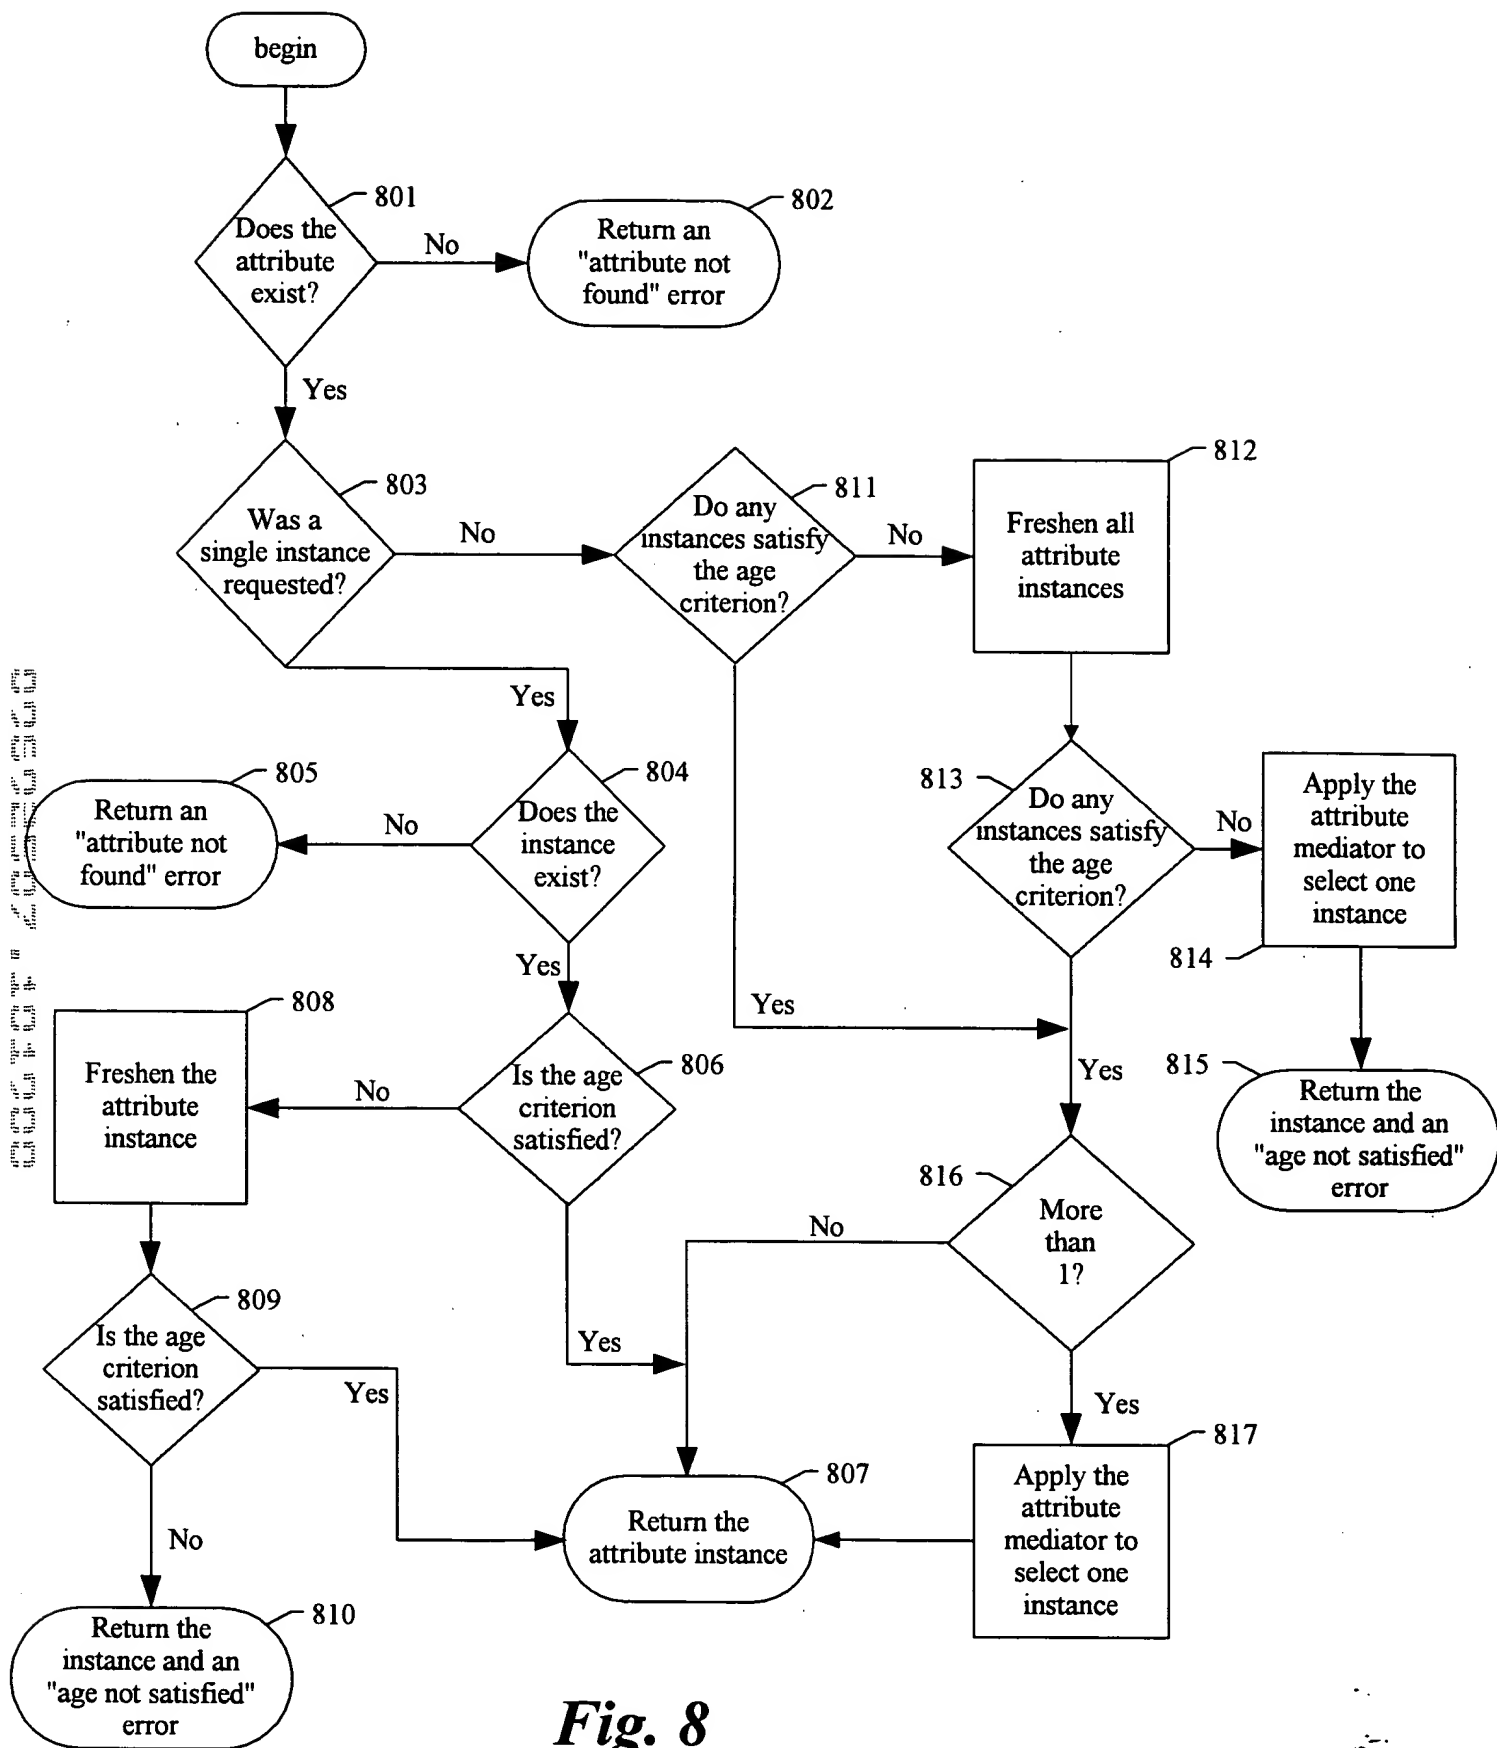 begin
801
Does the
attribute
exist?
No
802
Return an
"attribute not
found" error
Yes
803
Was a
single instance
requested?
No
811
Do any
instances satisfy
the age
criterion?
No
812
Freshen all
attribute
instances
Yes
804
Does the
instance
exist?
No
805
Return an
"attribute not
found" error
813
Do any
instances satisfy
the age
criterion?
No
Apply the
attribute
mediator to
select one
instance
814
Yes
Yes
Yes
806
Is the age
criterion
satisfied?
No
808
Freshen the
attribute
instance
815
Return the
instance and an
"age not satisfied"
error
816
More
than
1?
No
809
Is the age
criterion
satisfied?
Yes
Yes
Yes
817
Apply the
attribute
mediator to
select one
instance
807
Return the
attribute instance
No
810
Return the
instance and an
"age not satisfied"
error
Fig. 8